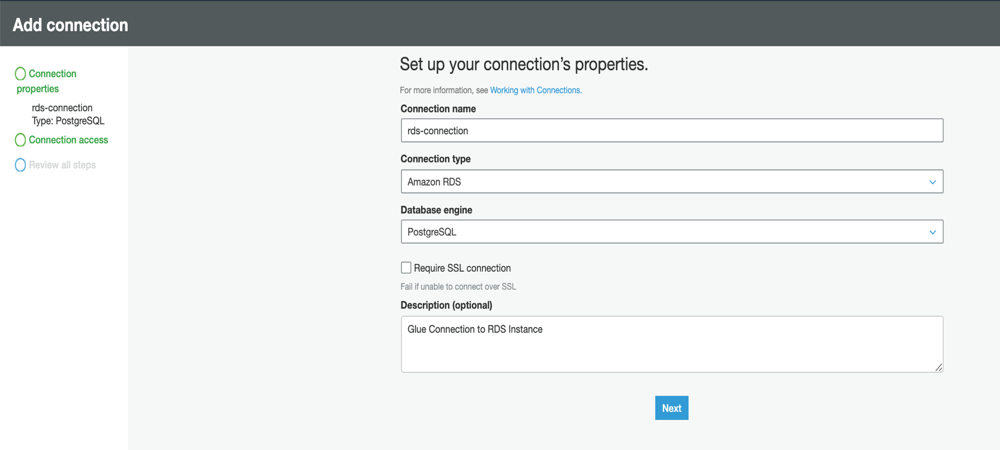 Add connection
Connection
properties
rds-connection
Type: PostgreSQL
Connection access
Review all steps
Set up your connection's properties.
For more information, see Working with Connections.
Connection name
rds-connection
Connection type
Amazon RDS
Database engine
PostgreSQL
Require SSL connection
Fail if unable to connect over SSL
Description (optional)
Glue Connection to RDS Instance
Next